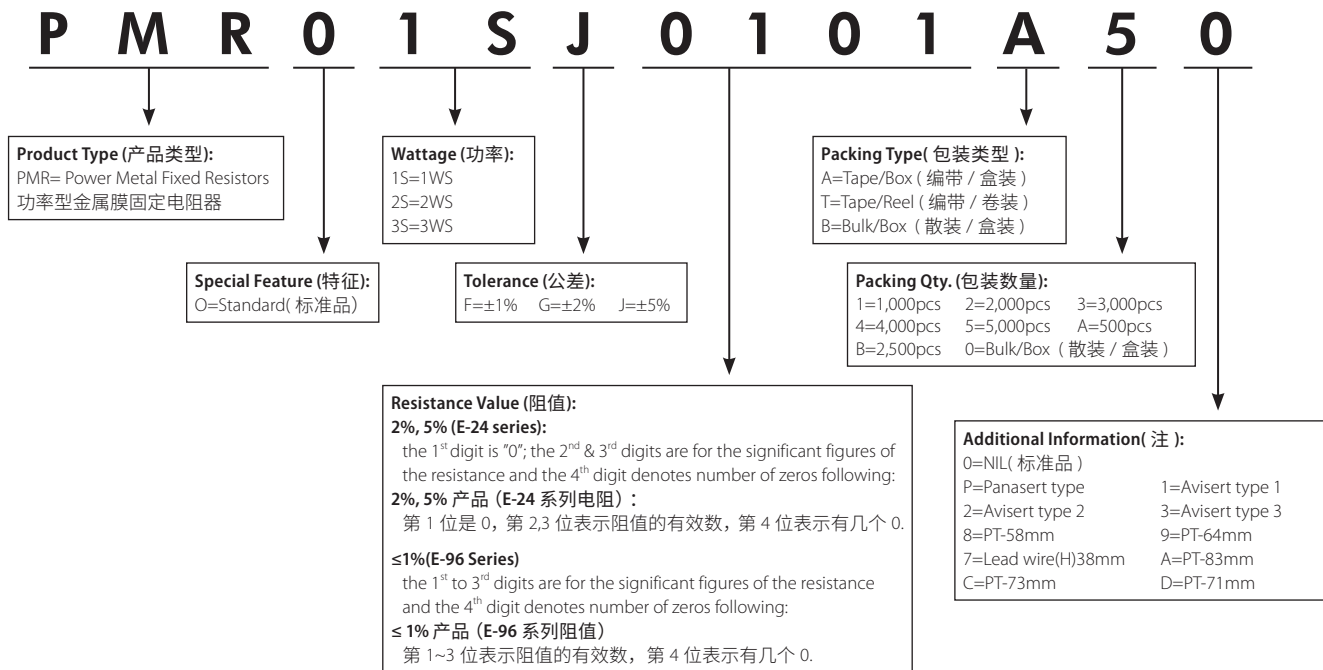 P M R 0 1 S J 0 1 0 1 A 5 0
Product Type (产品类型):
PMR= Power Metal Fixed Resistors
功率型金属膜固定电阻器
Wattage (功率):
1S=1WS
2S=2WS
3S=3WS
Packing Type( 包装类型 ):
A=Tape/Box ( 编带 / 盒装 )
T=Tape/Reel ( 编带 / 卷装 )
B=Bulk/Box ( 散装 / 盒装 )
Special Feature (特征):
O=Standard( 标准品)
Tolerance (公差):
F=±1% G=±2% J=±5%
Packing Qty. (包装数量):
1=1,000pcs 2=2,000pcs 3=3,000pcs
4=4,000pcs 5=5,000pcs A=500pcs
B=2,500pcs 0=Bulk/Box ( 散装 / 盒装 )
Resistance Value (阻值):
2%, 5% (E-24 series):
the 1st digit is "0"; the 2nd & 3rd digits are for the significant figures of
the resistance and the 4th digit denotes number of zeros following:
2%, 5% 产品（E-24 系列电阻）：
第 1 位是 0，第 2,3 位表示阻值的有效数，第 4 位表示有几个 0.
≤1%(E-96 Series)
the 1st to 3rd digits are for the significant figures of the resistance
and the 4th digit denotes number of zeros following:
≤ 1% 产品（E-96 系列阻值）
第 1~3 位表示阻值的有效数，第 4 位表示有几个 0.
Additional Information( 注 ):
0=NIL( 标准品 )
P=Panasert type 1=Avisert type 1
2=Avisert type 2 3=Avisert type 3
8=PT-58mm 9=PT-64mm
7=Lead wire(H)38mm A=PT-83mm
C=PT-73mm D=PT-71mm